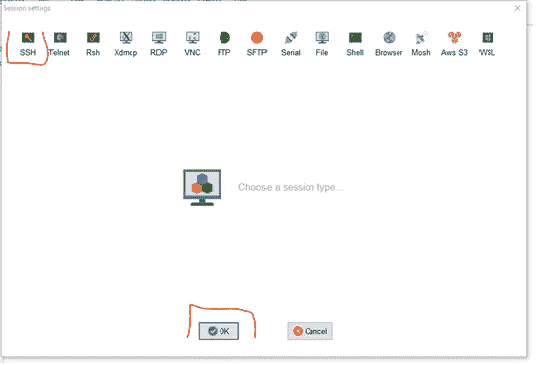 Session settings
SSH Telnet Rsh Xdmcp RDP VNC FTP SFTP Serial File Shell Browser Mosh Aws S3 WSL
Choose a session type...
OK Cancel